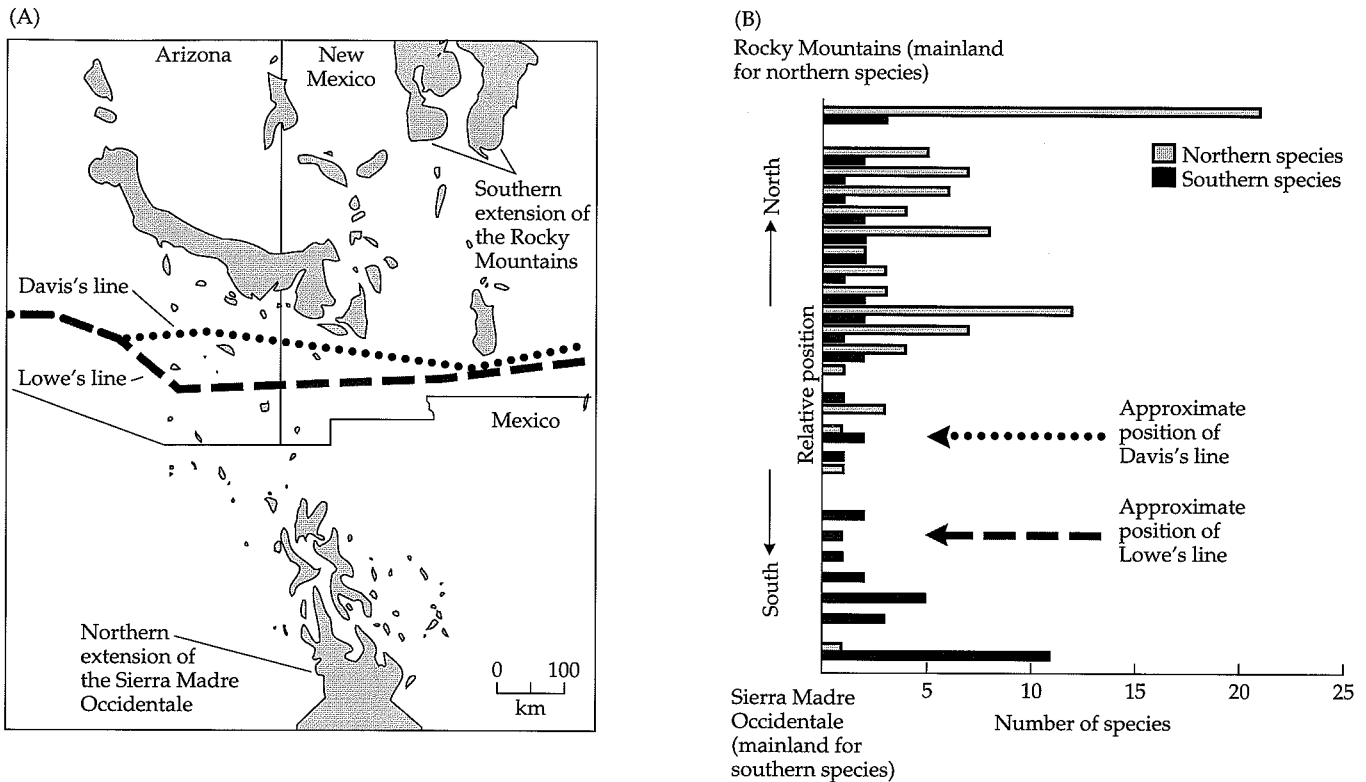 (A)
Arizona
New
Mexico
Southern
extension of
the Rocky
Mountains
Davis's line
Lowe's line
Mexico
Northern
extension of
the Sierra Madre
Occidentale
0 100
km
(B)
Rocky Mountains (mainland
for northern species)
Northern species
Southern species
North
Relative position
South
Approximate
position of
Davis's line
Approximate
position of
Lowe's line
5 10 15 20 25
Number of species
Sierra Madre
Occidentale
(mainland for
southern species)